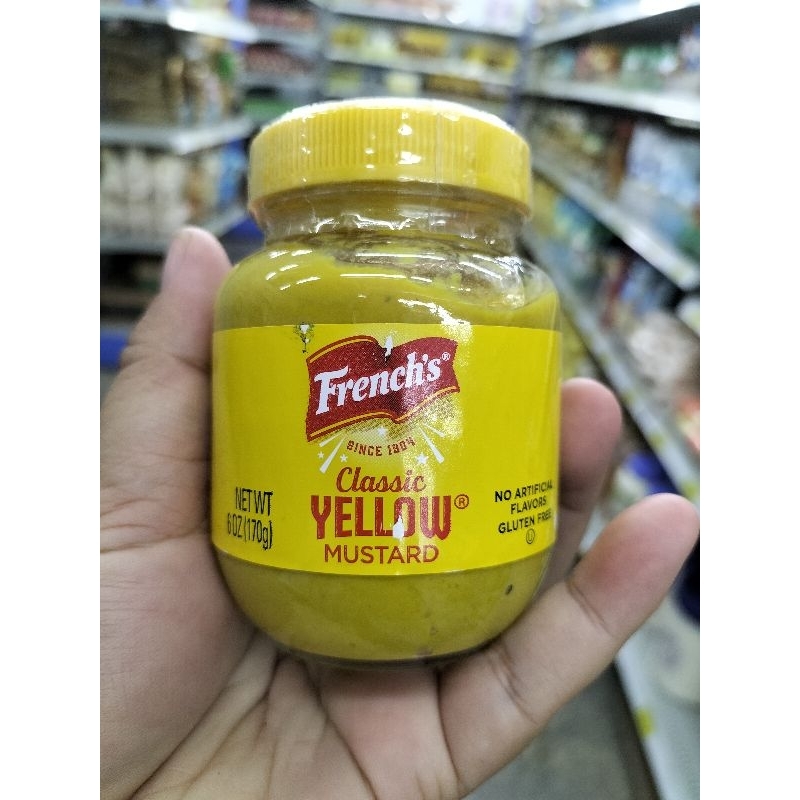 French's®
SINCE 1904
Classic
YELLOW®
MUSTARD
NET WT
6 OZ (170g)
NO ARTIFICIAL
FLAVORS
GLUTEN FREE
U